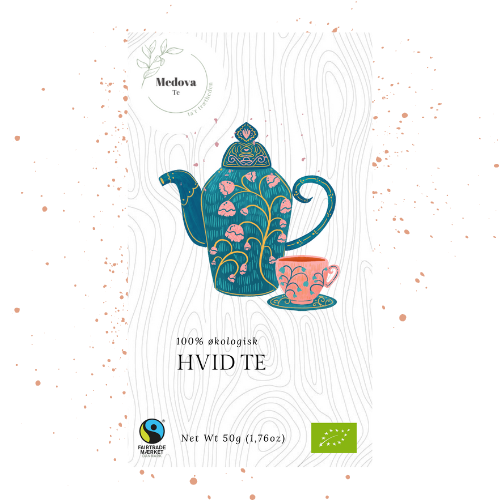 Medova
Te
100% økologisk
HVID TE
FAIRTRADE
MÆRKET
Net Wt 50g (1,76oz)